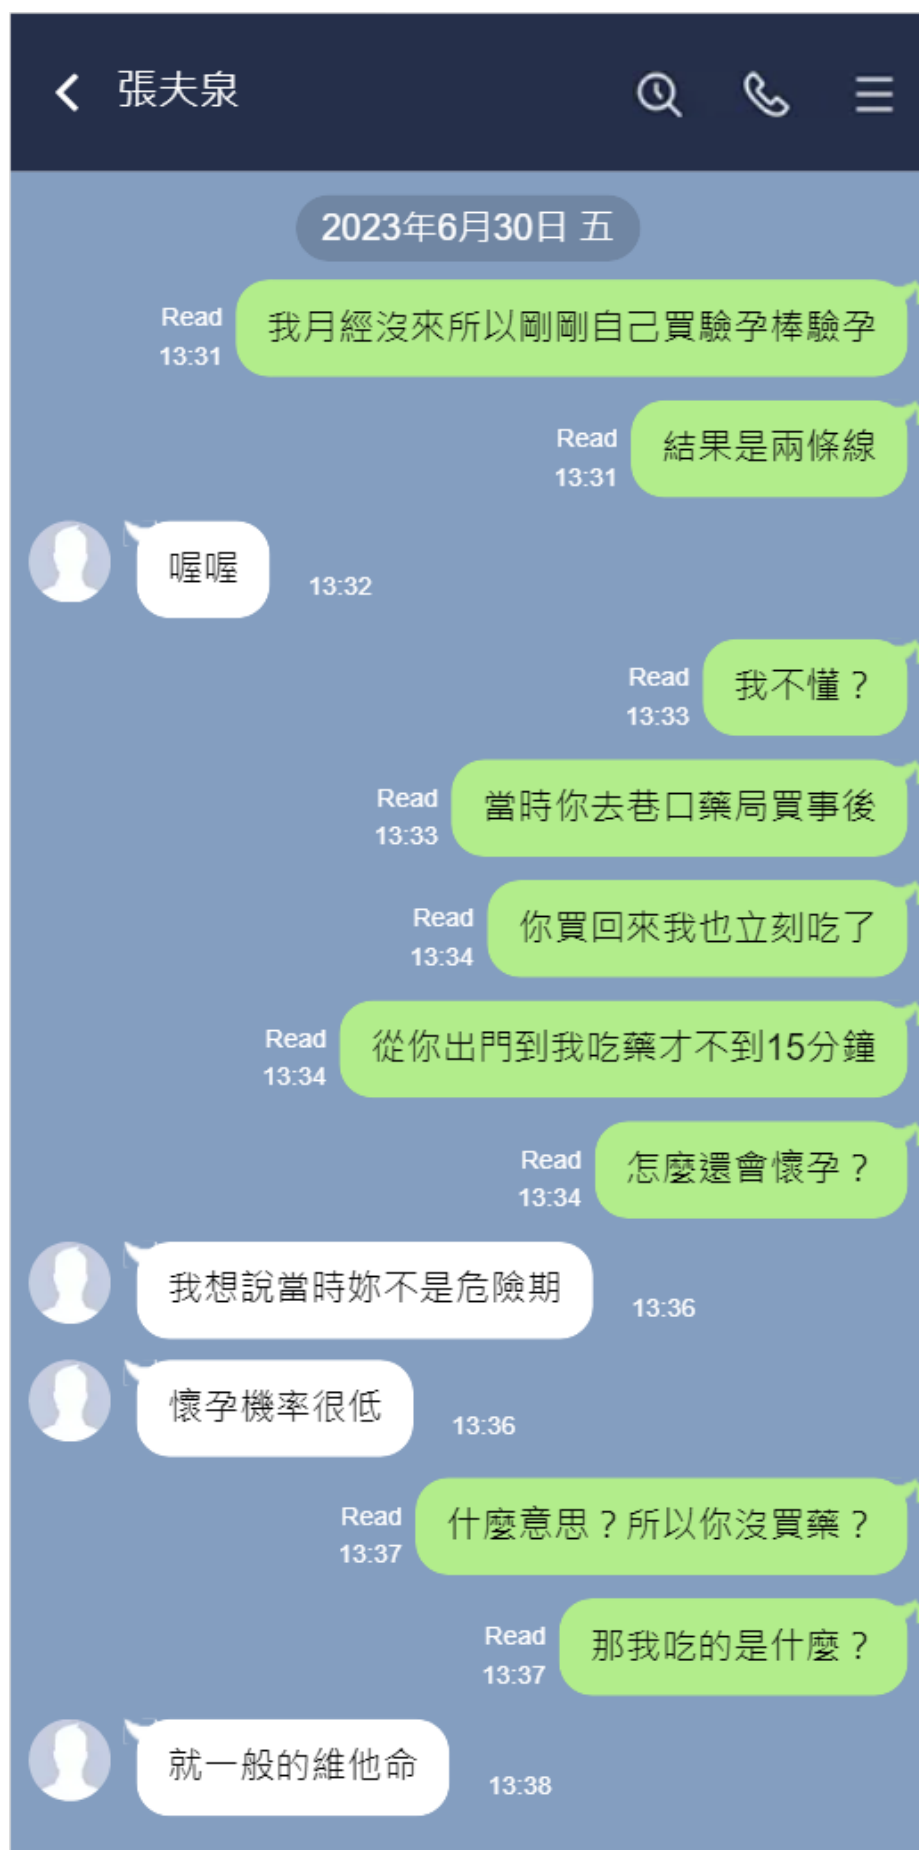 張夫泉
2023年6月30日 五
我月經沒來所以剛剛自己買驗孕棒驗孕
Read
13:31
結果是兩條線
Read
13:31
喔喔
13:32
我不懂？
Read
13:33
當時你去巷口藥局買事後
Read
13:33
你買回來我也立刻吃了
Read
13:34
從你出門到我吃藥才不到15分鐘
Read
13:34
怎麼還會懷孕？
Read
13:34
我想說當時妳不是危險期
13:36
懷孕機率很低
13:36
什麼意思？所以你沒買藥？
Read
13:37
那我吃的是什麼？
Read
13:37
就一般的維他命
13:38